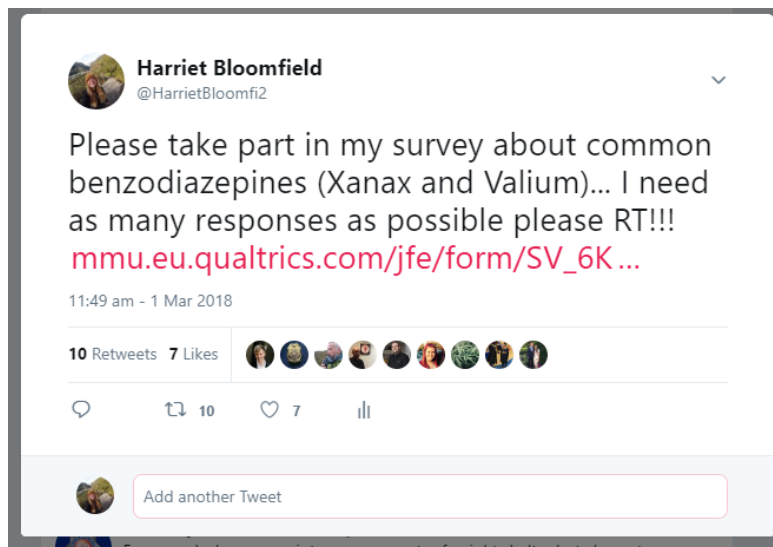 Harriet Bloomfield
@HarrietBloomfi2
Please take part in my survey about common
benzodiazepines (Xanax and Valium)... I need
as many responses as possible please RT!!!
mmu.eu.qualtrics.com/jfe/form/SV_6K...
11:49 am - 1 Mar 2018
10 Retweets 7 Likes
10 7
Add another Tweet